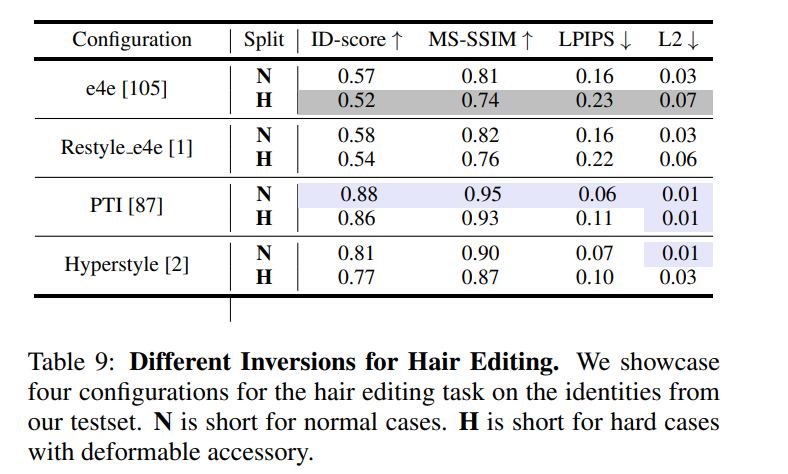 Configuration Split ID-score ↑ MS-SSIM ↑ LPIPS ↓ L2 ↓
e4e [105] N 0.57 0.81 0.16 0.03
H 0.52 0.74 0.23 0.07
Restyle_e4e [1] N 0.58 0.82 0.16 0.03
H 0.54 0.76 0.22 0.06
PTI [87] N 0.88 0.95 0.06 0.01
H 0.86 0.93 0.11 0.01
Hyperstyle [2] N 0.81 0.90 0.07 0.01
H 0.77 0.87 0.10 0.03
Table 9: Different Inversions for Hair Editing. We showcase
four configurations for the hair editing task on the identities from
our testset. N is short for normal cases. H is short for hard cases
with deformable accessory.